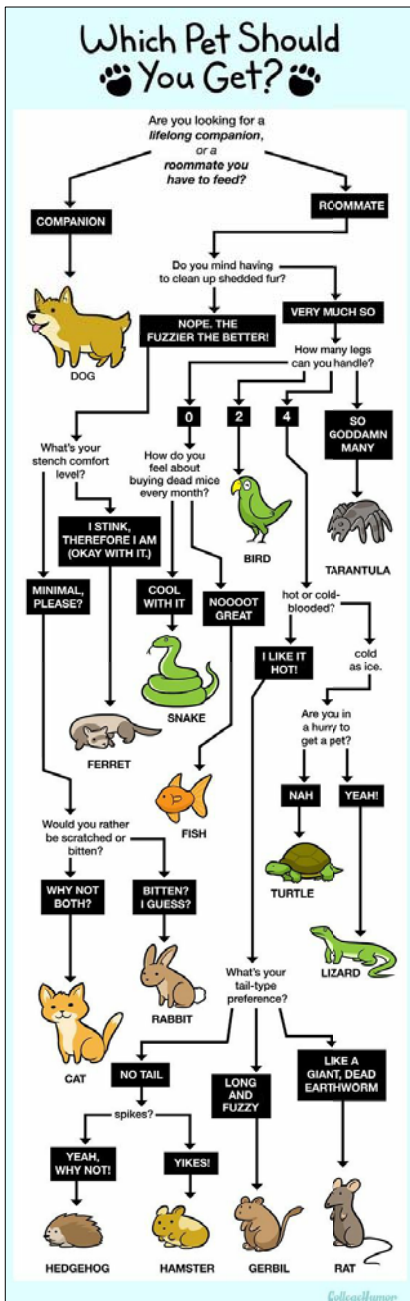 Which Pet Should
You Get?
Are you looking for a
lifelong companion,
or a
roommate you
have to feed?
COMPANION
ROOMMATE
DOG
Do you mind having
to clean up shedded fur?
NOPE. THE
FUZZIER THE BETTER!
VERY MUCH SO
How many legs
can you handle?
0
2
4
SO
GODDAMN
MANY
What's your
stench comfort
level?
How do you
feel about
buying dead mice
every month?
BIRD
TARANTULA
I STINK,
THEREFORE I AM
(OKAY WITH IT.)
MINIMAL,
PLEASE?
COOL
WITH IT
NOOOOT
GREAT
hot or cold-
blooded?
I LIKE IT
HOT!
cold
as ice.
SNAKE
FERRET
Are you in
a hurry to
get a pet?
FISH
NAH
YEAH!
TURTLE
LIZARD
Would you rather
be scratched or
bitten?
WHY NOT
BOTH?
BITTEN?
I GUESS?
RABBIT
CAT
What's your
tail-type
preference?
NO TAIL
LONG
AND
FUZZY
LIKE A
GIANT, DEAD
EARTHWORM
spikes?
YEAH,
WHY NOT!
YIKES!
HEDGEHOG
HAMSTER
GERBIL
RAT
CollegeHumor